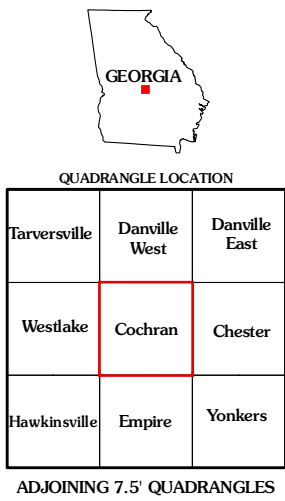 GEORGIA
QUADRANGLE LOCATION
Tarversville
Danville
West
Danville
East
Westlake
Cochran
Chester
Hawkinsville
Empire
Yonkers
ADJOINING 7.5' QUADRANGLES